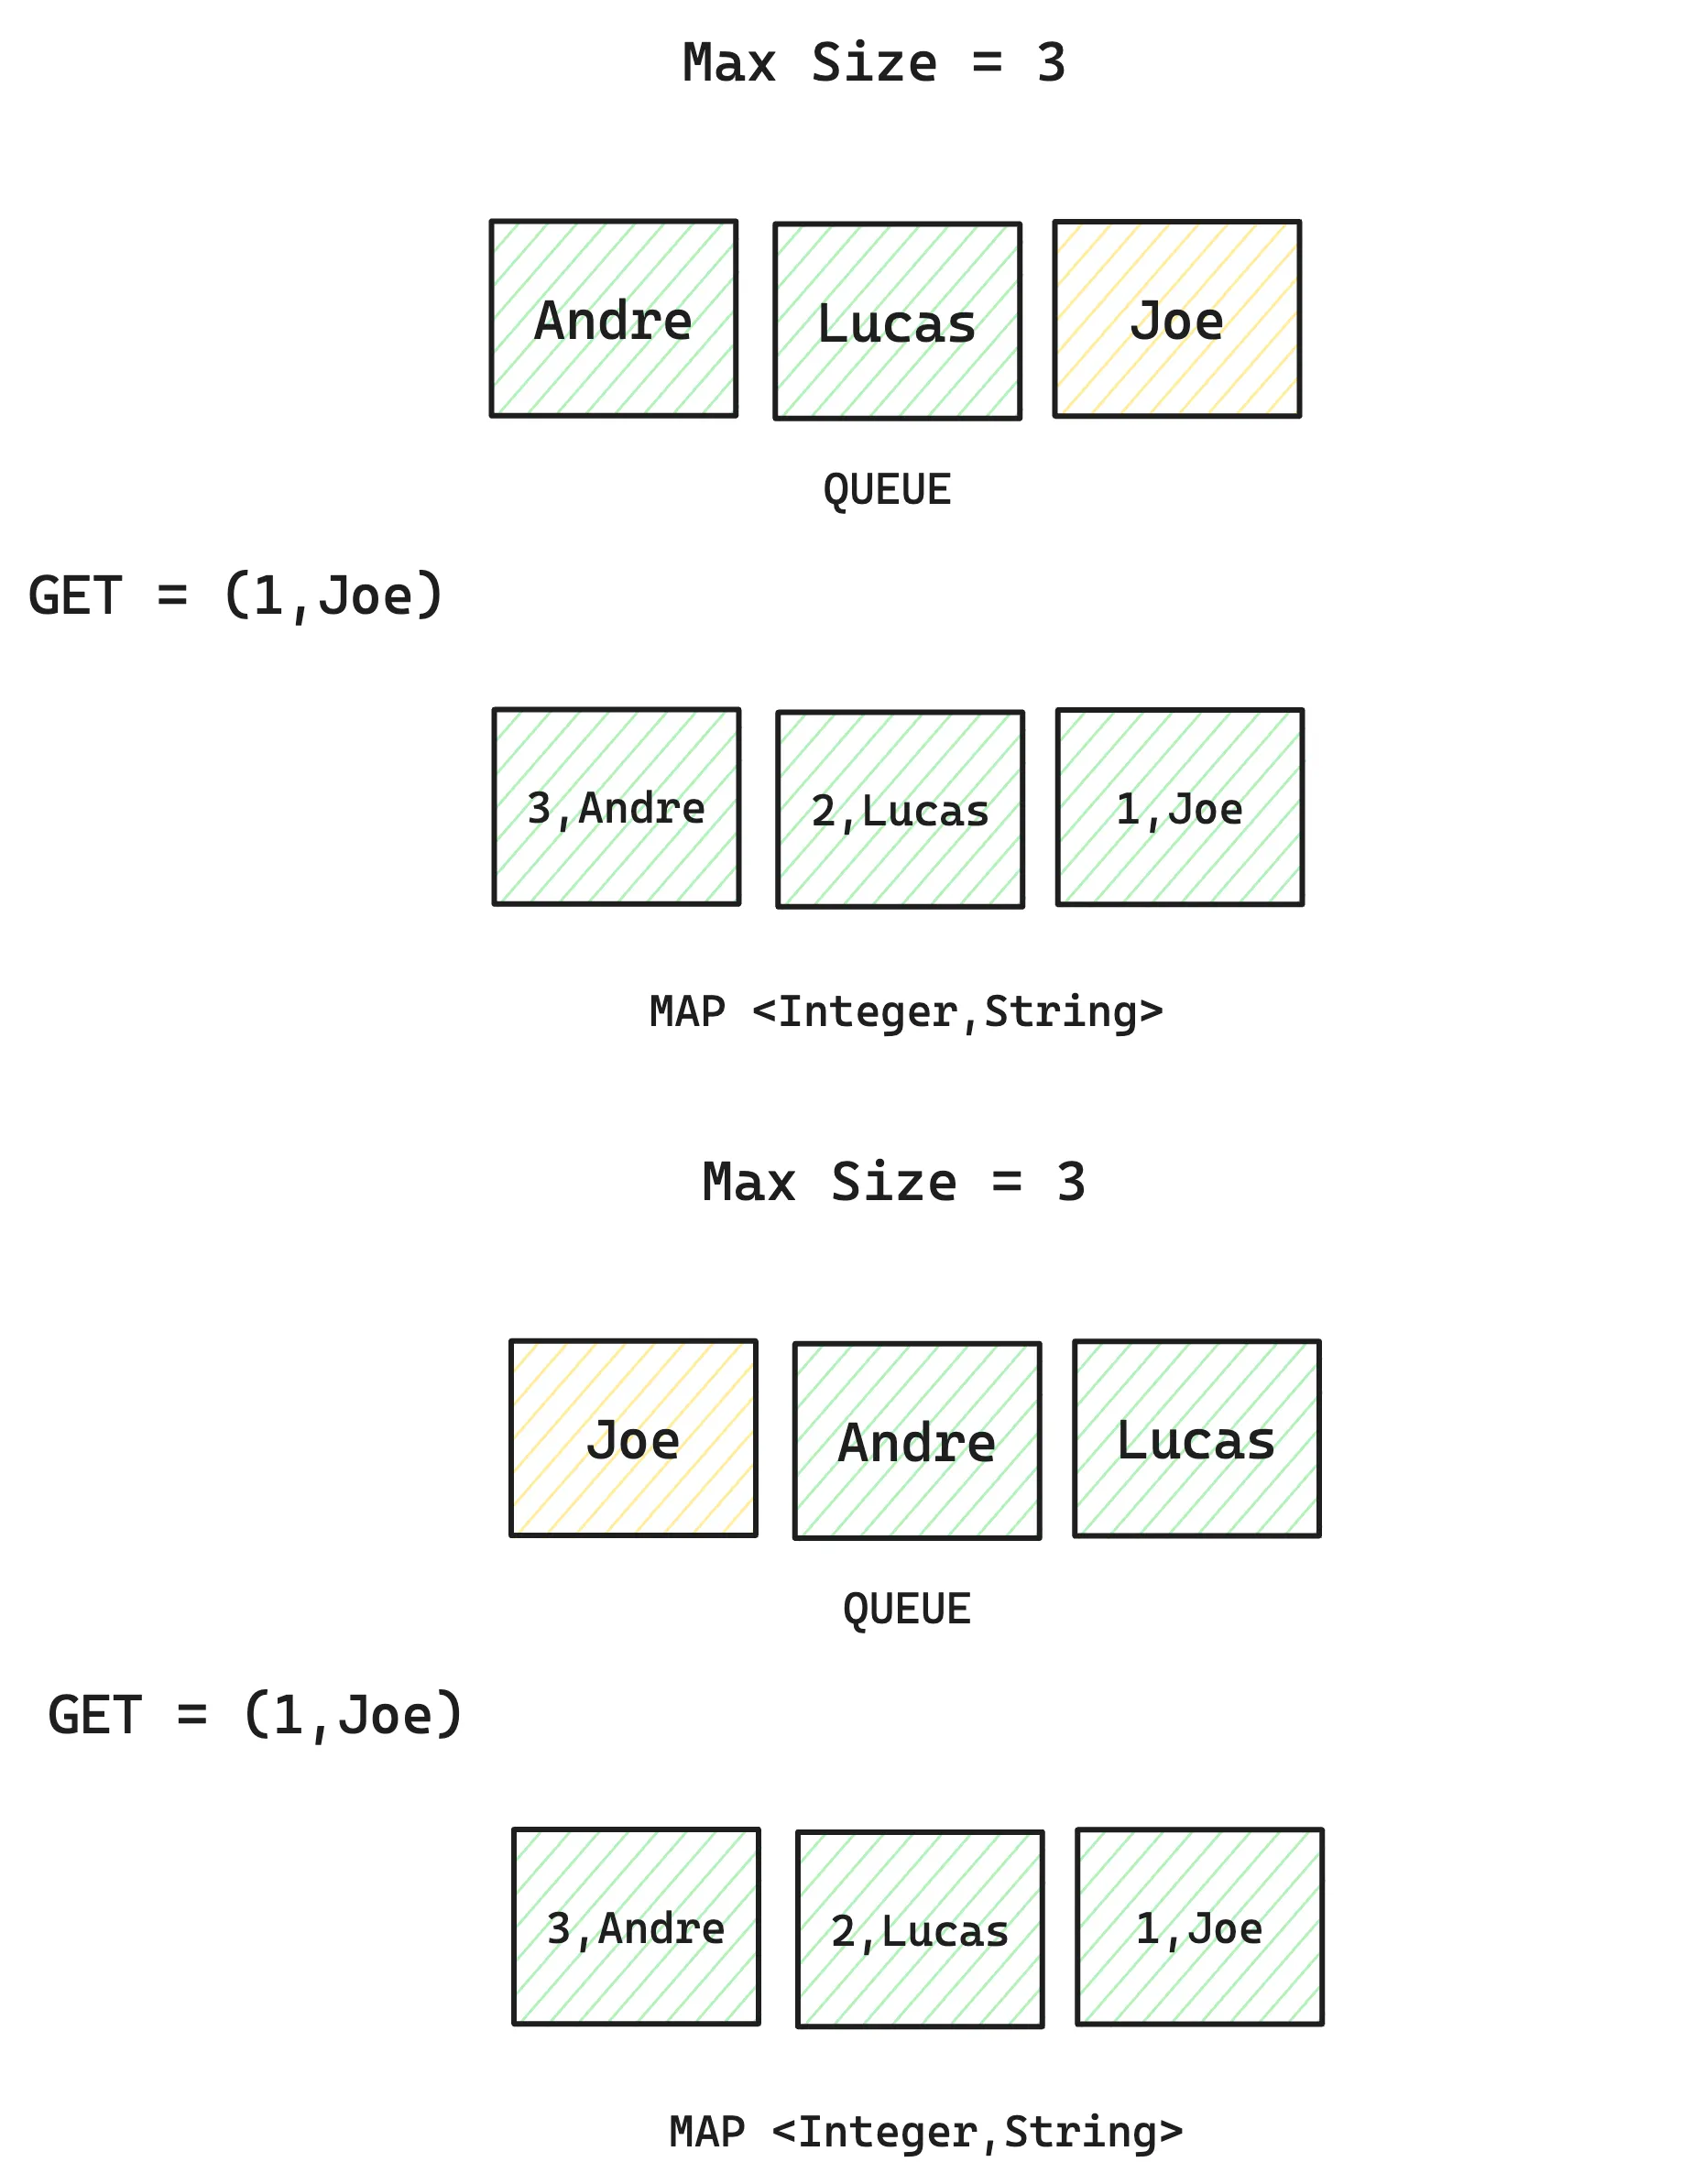 Max Size = 3
Andre Lucas Joe
QUEUE
GET = (1,Joe)
3,Andre 2,Lucas 1,Joe
MAP <Integer,String>
Max Size = 3
Joe Andre Lucas
QUEUE
GET = (1,Joe)
3,Andre 2,Lucas 1,Joe
MAP <Integer,String>